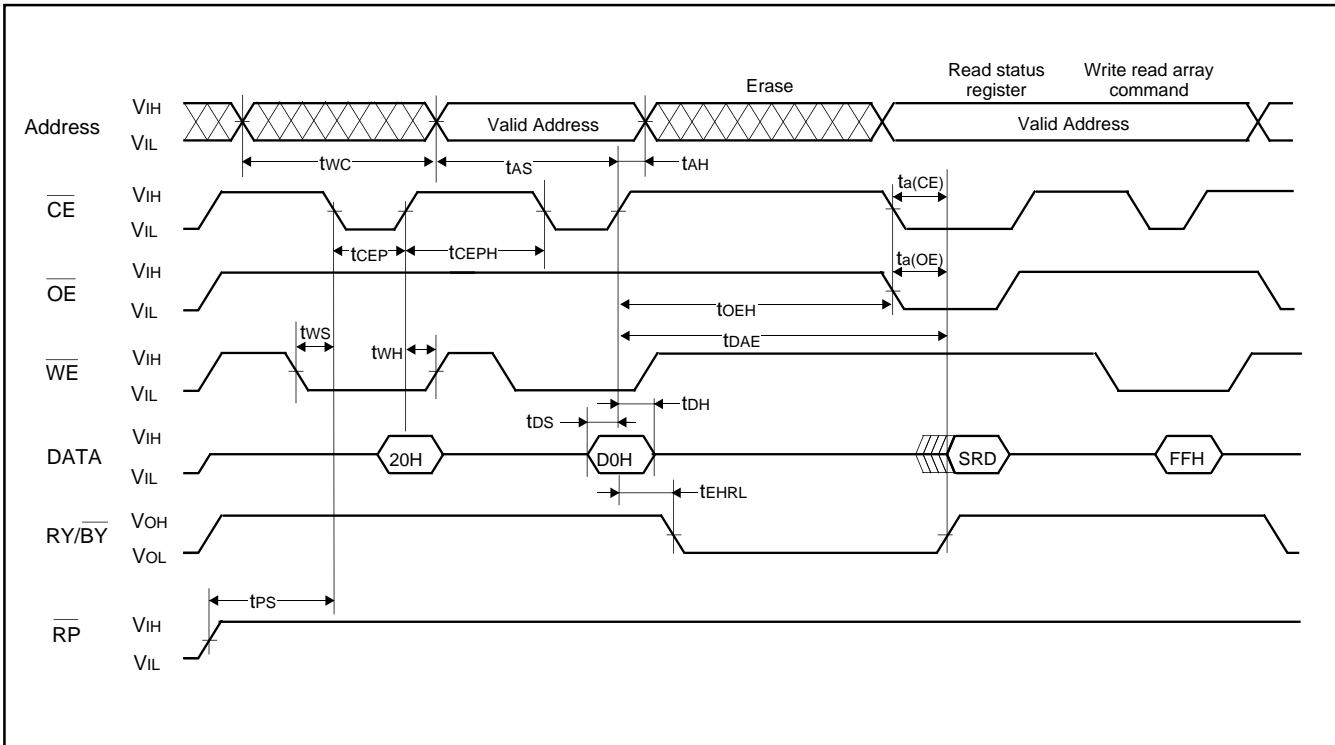 Read status
register
Write read array
command
Erase
Address
VIH
VIL
Valid Address
Valid Address
tWC
tAS
tAH
CE
VIH
VIL
ta(CE)
tCEP
tCEPH
OE
VIH
VIL
ta(OE)
tOEH
tWS
tWH
tDAE
WE
VIH
VIL
tDS
tDH
DATA
VIH
VIL
20H
D0H
SRD
FFH
tEHRL
RY/BY
VOH
VOL
tPS
RP
VIH
VIL